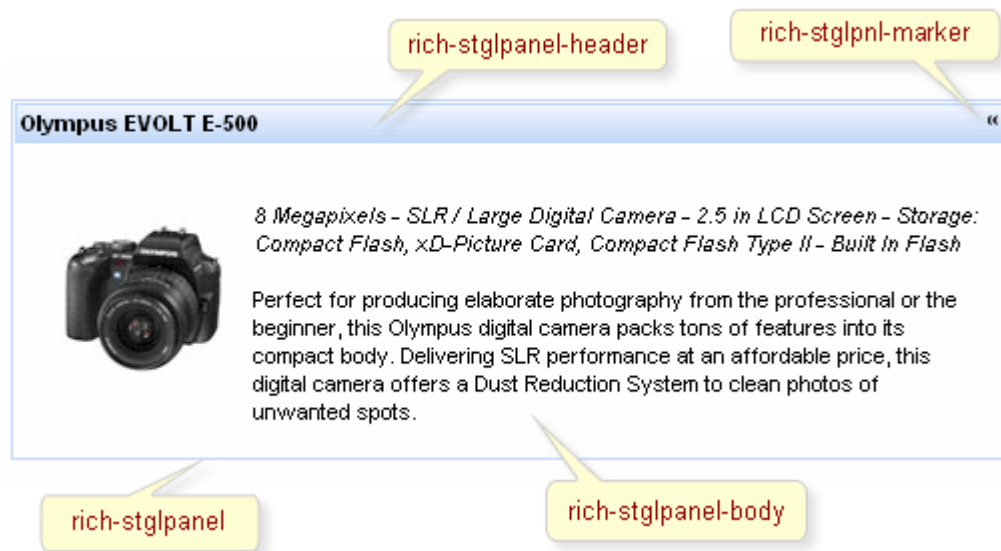 rich-stglpanel-header
rich-stglpnl-marker
Olympus EVOLT E-500 «
8 Megapixels - SLR / Large Digital Camera - 2.5 in LCD Screen - Storage:
Compact Flash, xD-Picture Card, Compact Flash Type II - Built In Flash
OLYMPUS
Perfect for producing elaborate photography from the professional or the
beginner, this Olympus digital camera packs tons of features into its
compact body. Delivering SLR performance at an affordable price, this
digital camera offers a Dust Reduction System to clean photos of
unwanted spots.
rich-stglpanel
rich-stglpanel-body